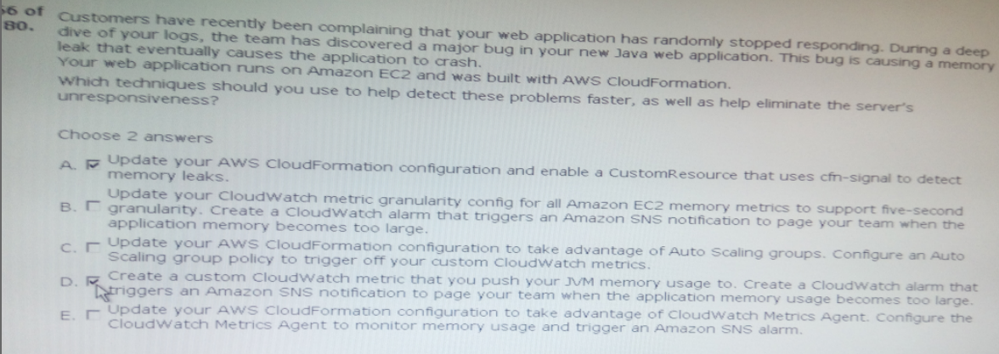 56 of
80.
Customers have recently been complaining that your web application has randomly stopped responding. During a deep
dive of your logs, the team has discovered a major bug in your new Java web application. This bug is causing a memory
leak that eventually causes the application to crash.
Your web application runs on Amazon EC2 and was built with AWS CloudFormation.
Which techniques should you use to help detect these problems faster, as well as help eliminate the server's
unresponsiveness?
Choose 2 answers
A. Update your AWS CloudFormation configuration and enable a CustomResource that uses cfn-signal to detect
memory leaks.
B. Update your CloudWatch metric granularity config for all Amazon EC2 memory metrics to support five-second
granularity. Create a CloudWatch alarm that triggers an Amazon SNS notification to page your team when the
application memory becomes too large.
C. Update your AWS CloudFormation configuration to take advantage of Auto Scaling groups. Configure an Auto
Scaling group policy to trigger off your custom CloudWatch metrics.
D. Create a custom CloudWatch metric that you push your JVM memory usage to. Create a CloudWatch alarm that
triggers an Amazon SNS notification to page your team when the application memory usage becomes too large.
E. Update your AWS CloudFormation configuration to take advantage of CloudWatch Metrics Agent. Configure the
CloudWatch Metrics Agent to monitor memory usage and trigger an Amazon SNS alarm.